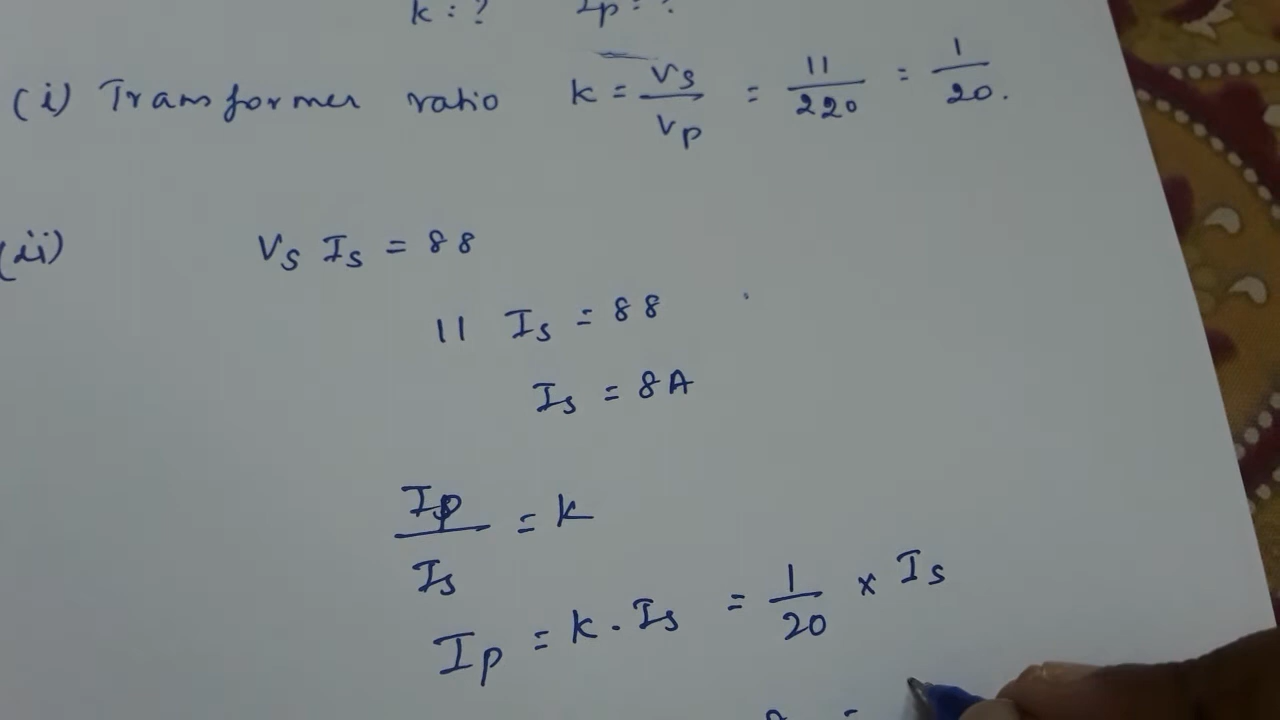 k = ? Ip = ?
(i) Transformer ratio k = Vs/Vp = 11/220 = 1/20.
(ii) Vs Is = 88
11 Is = 88
Is = 8A
Ip/Is = k
Ip = k . Is = 1/20 x Is